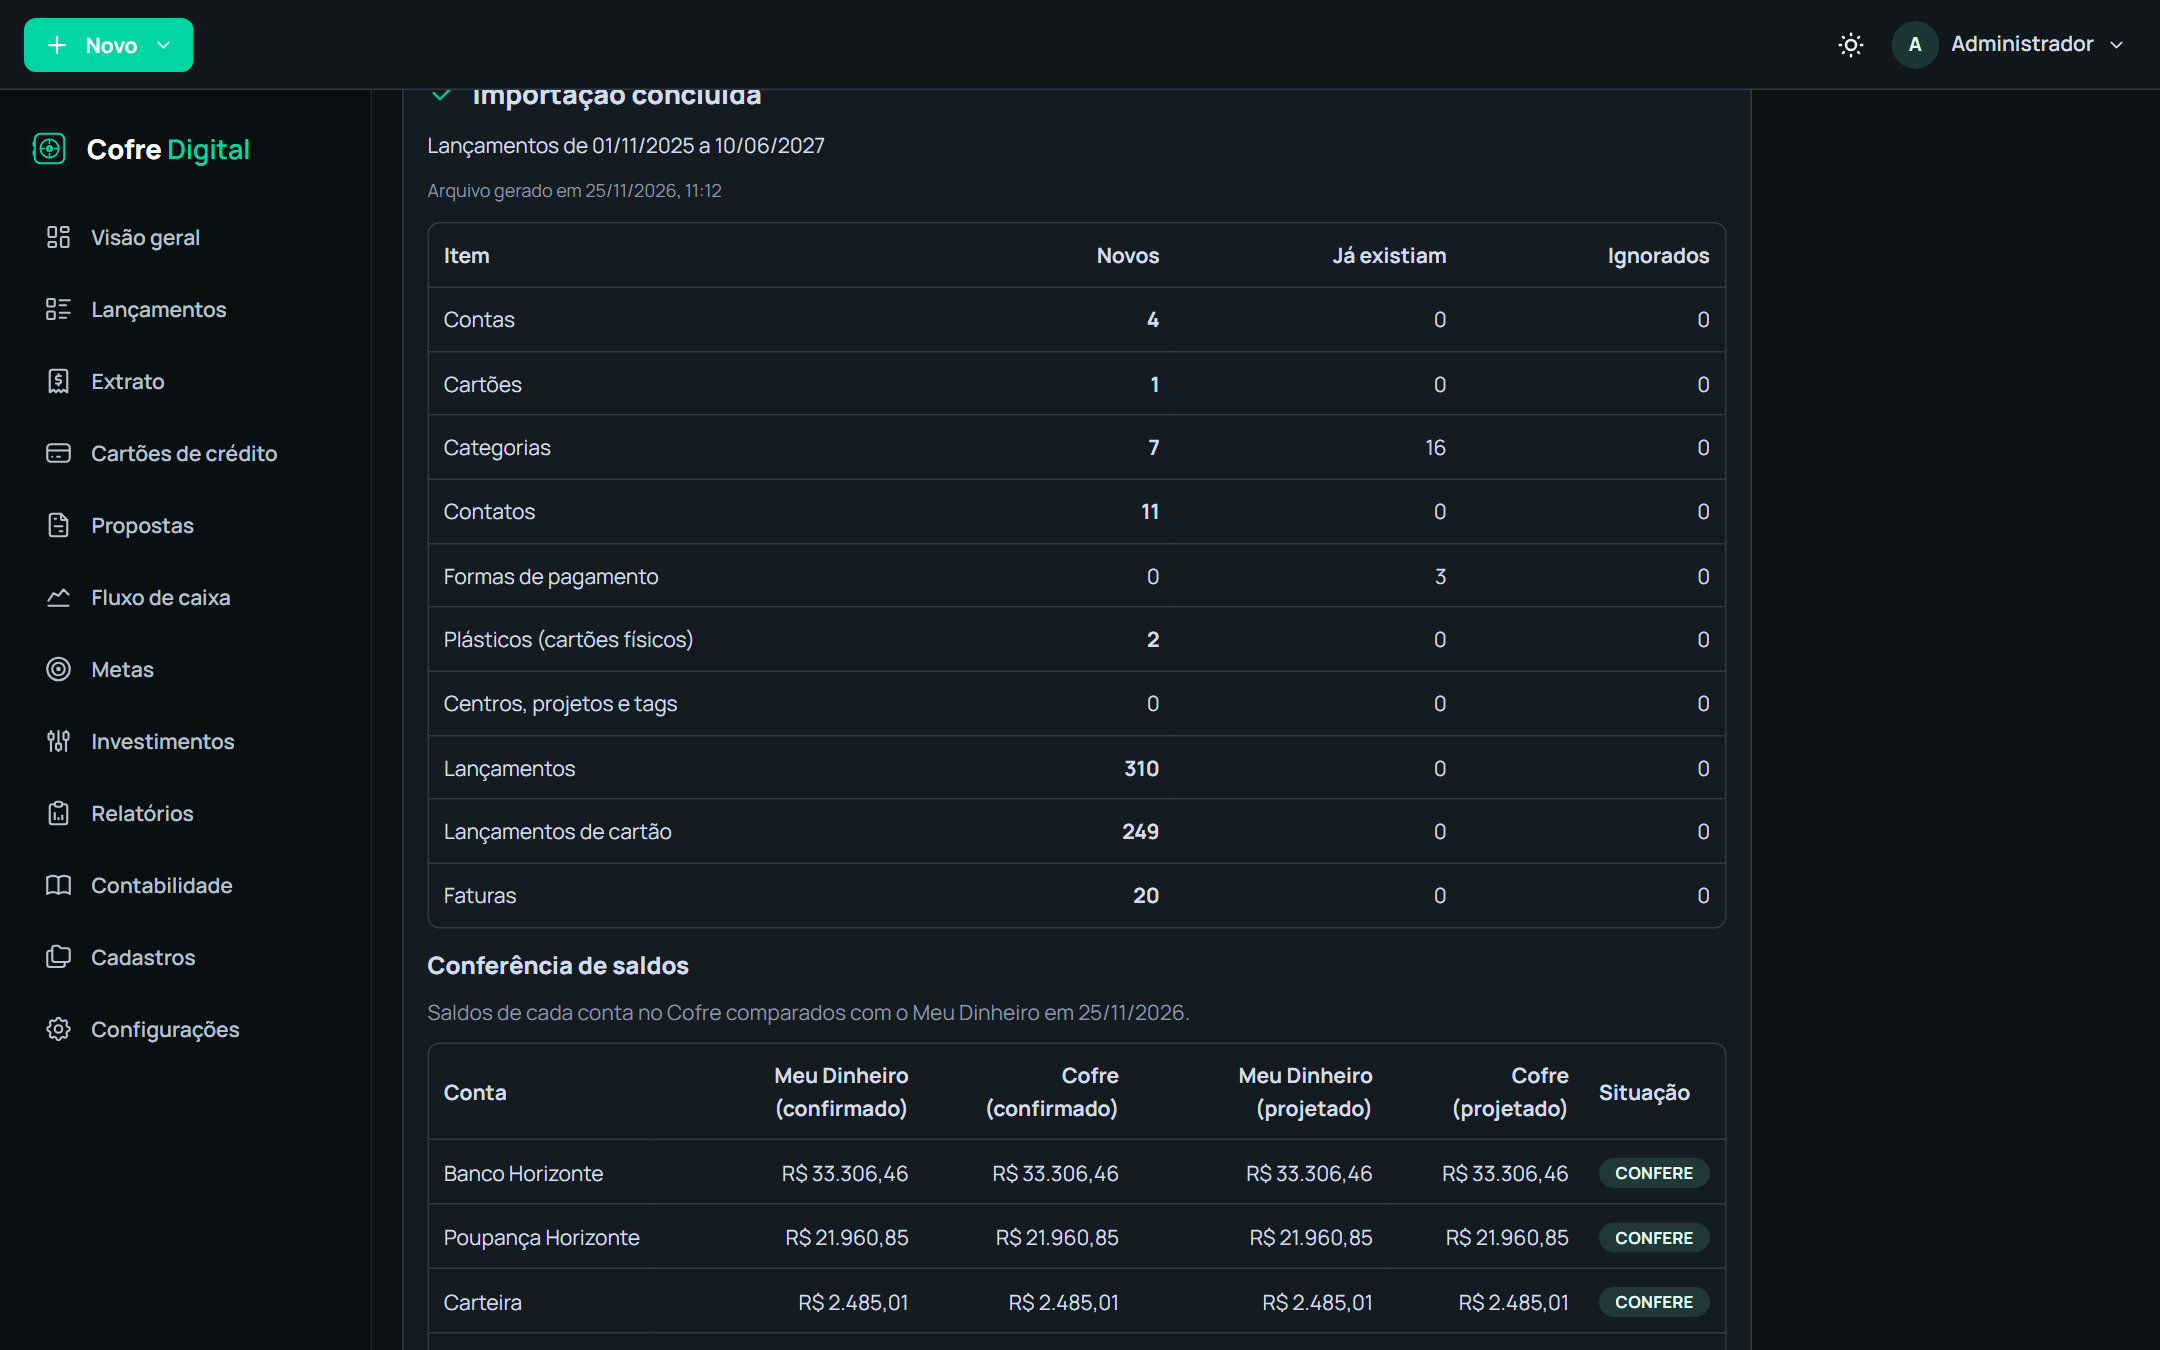 Novo
A Administrador
Cofre Digital
Visão geral
Lançamentos
Extrato
Cartões de crédito
Propostas
Fluxo de caixa
Metas
Investimentos
Relatórios
Contabilidade
Cadastros
Configurações
Importação concluída
Lançamentos de 01/11/2025 a 10/06/2027
Arquivo gerado em 25/11/2026, 11:12
Item Novos Já existiam Ignorados
Contas 4 0 0
Cartões 1 0 0
Categorias 7 16 0
Contatos 11 0 0
Formas de pagamento 0 3 0
Plásticos (cartões físicos) 2 0 0
Centros, projetos e tags 0 0 0
Lançamentos 310 0 0
Lançamentos de cartão 249 0 0
Faturas 20 0 0
Conferência de saldos
Saldos de cada conta no Cofre comparados com o Meu Dinheiro em 25/11/2026.
Conta Meu Dinheiro (confirmado) Cofre (confirmado) Meu Dinheiro (projetado) Cofre (projetado) Situação
Banco Horizonte R$ 33.306,46 R$ 33.306,46 R$ 33.306,46 R$ 33.306,46 CONFERE
Poupança Horizonte R$ 21.960,85 R$ 21.960,85 R$ 21.960,85 R$ 21.960,85 CONFERE
Carteira R$ 2.485,01 R$ 2.485,01 R$ 2.485,01 R$ 2.485,01 CONFERE